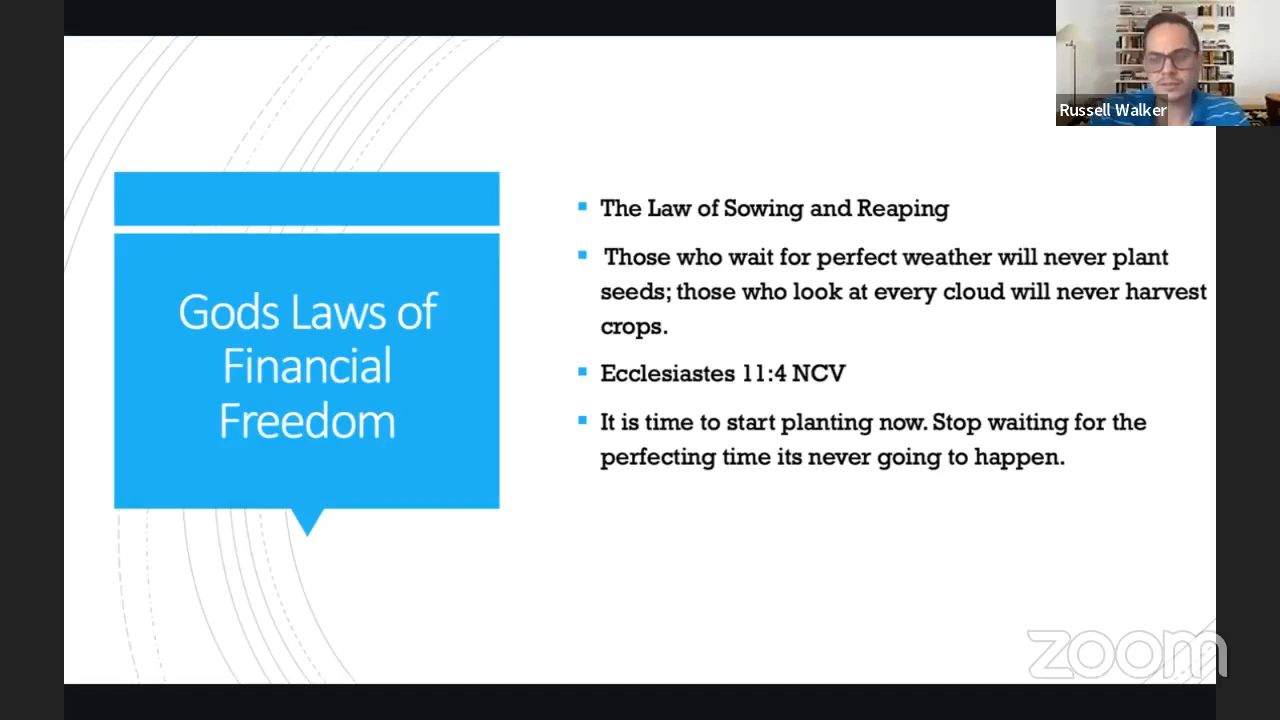 Russell Walker
Gods Laws of
Financial
Freedom
The Law of Sowing and Reaping
Those who wait for perfect weather will never plant
seeds; those who look at every cloud will never harvest
crops.
Ecclesiastes 11:4 NCV
It is time to start planting now. Stop waiting for the
perfecting time its never going to happen.
zoom